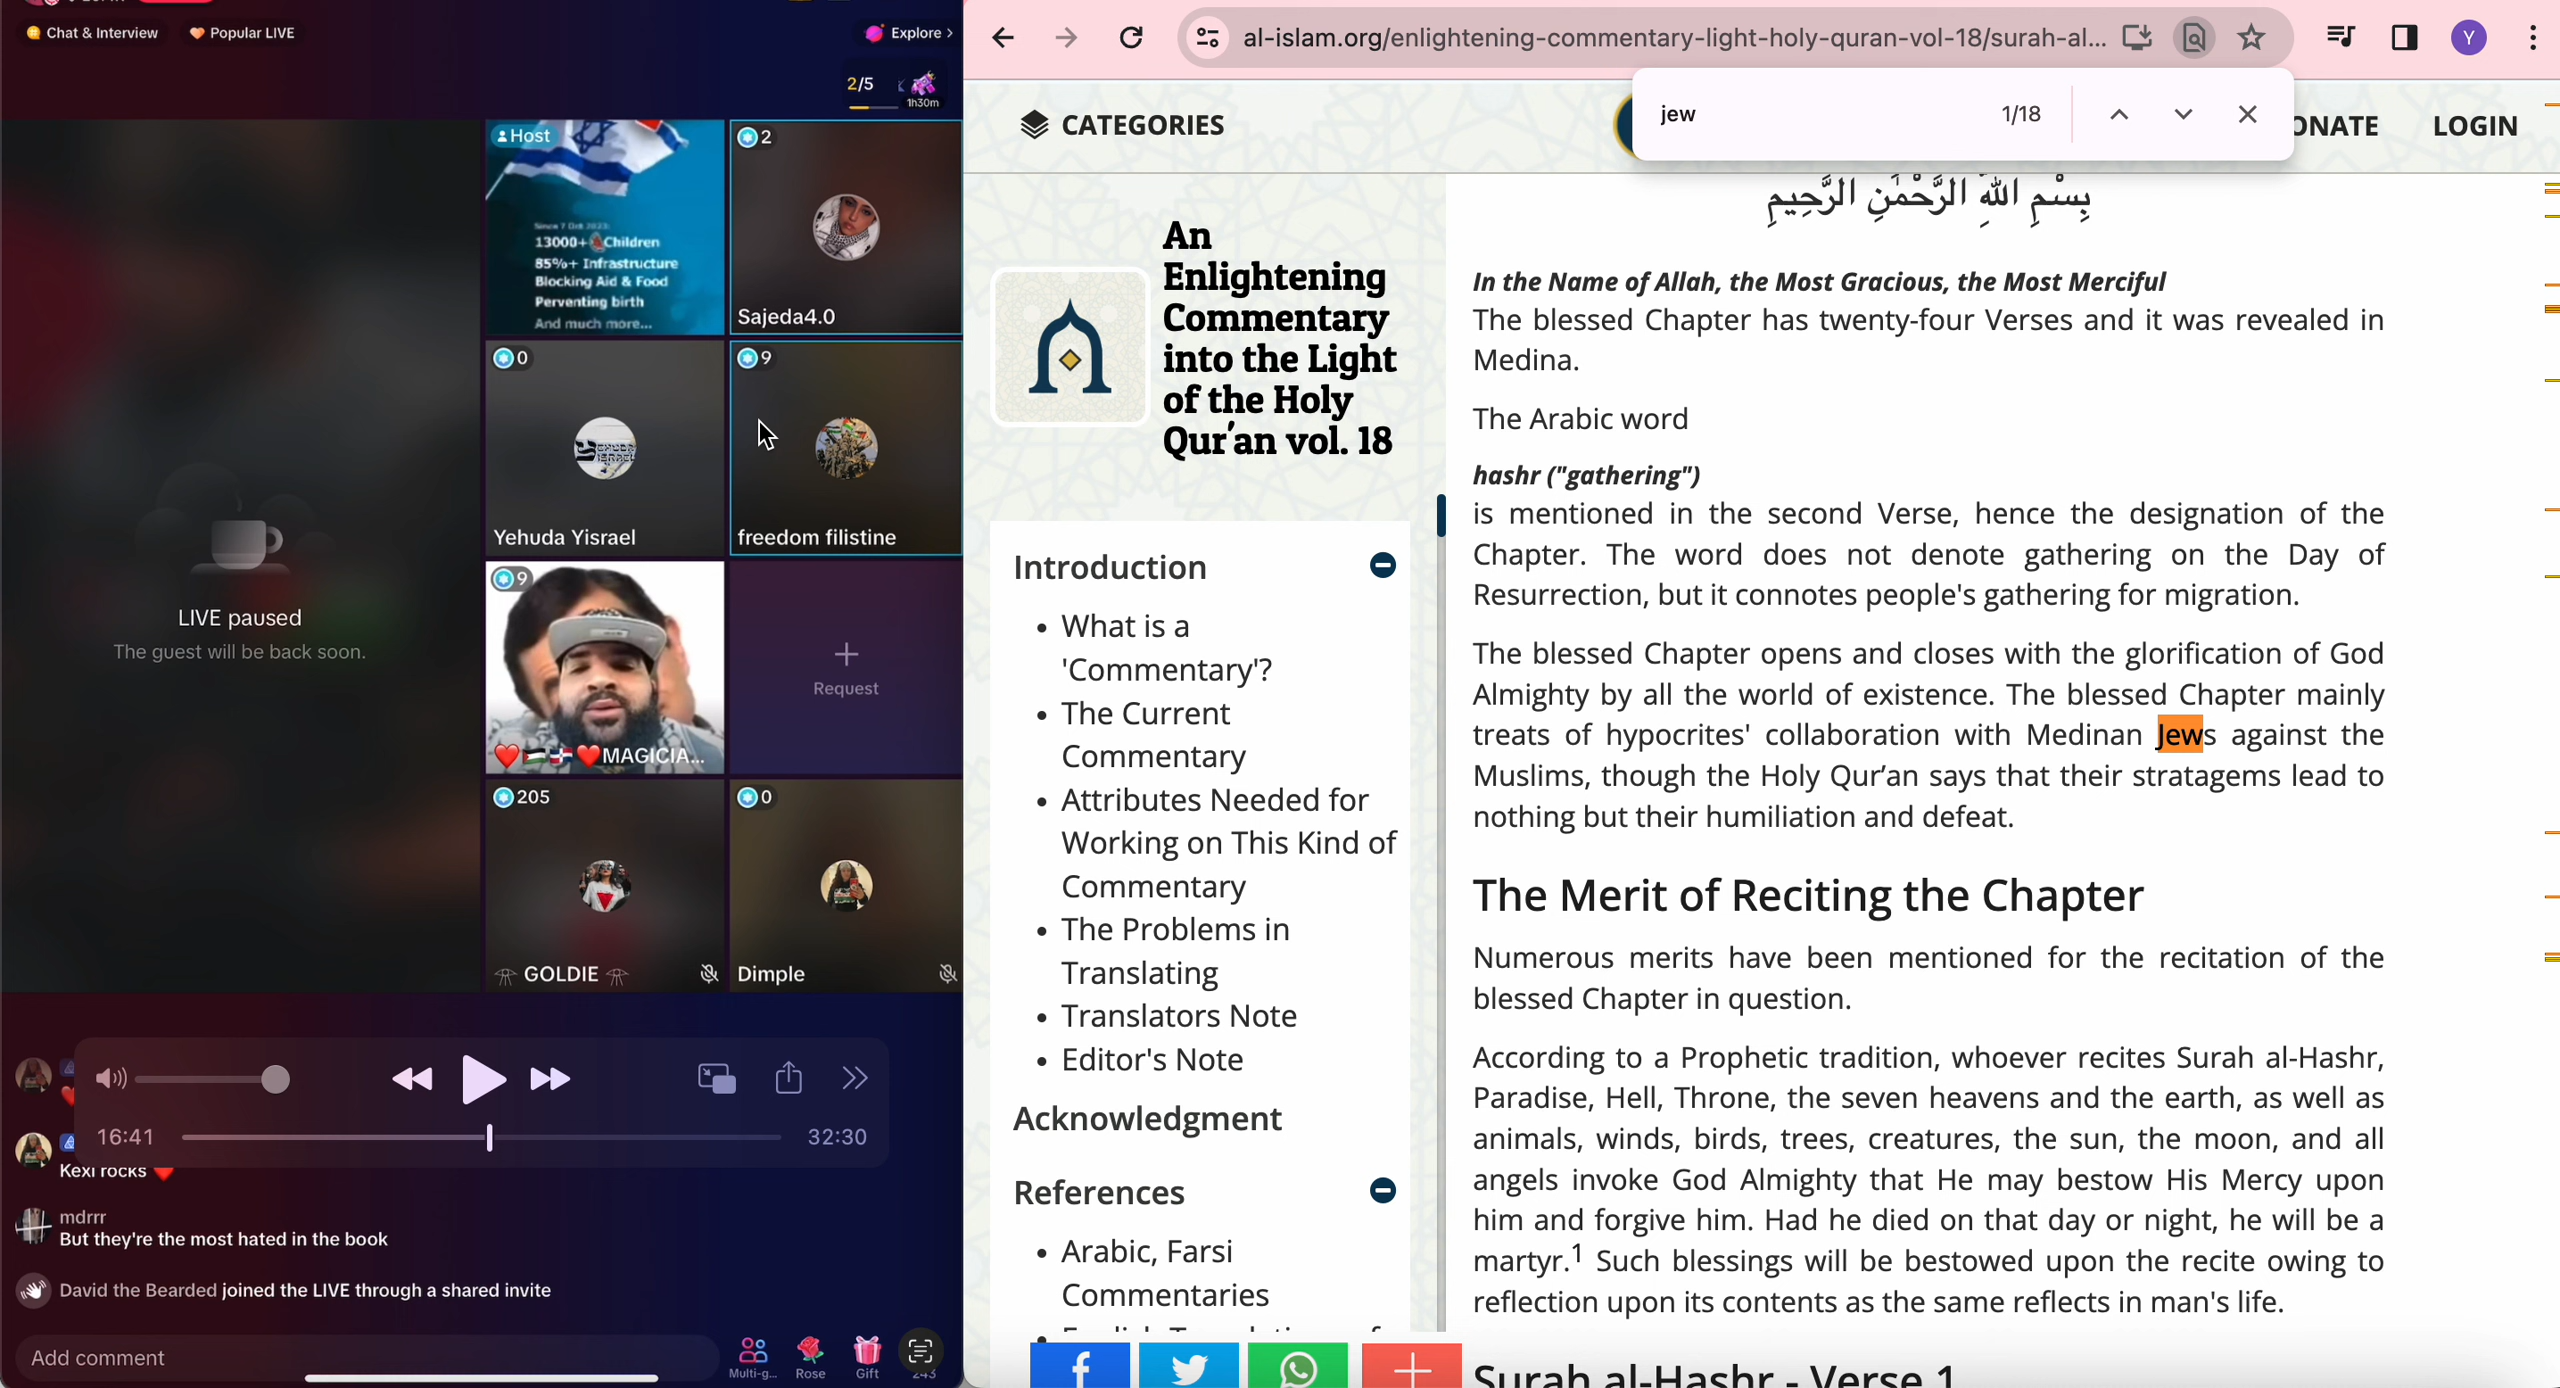 Chat & Interview
Popular LIVE
Explore >
2/5
1h30m
Host
Since 7 Oct 2023:
13000+ Children
85%+ Infrastructure
Blocking Aid & Food
Perventing birth
And much more...
2
Sajeda4.0
0
Yehuda Yisrael
9
freedom filistine
LIVE paused
The guest will be back soon.
9
MAGICIA...
+
Request
205
GOLDIE
0
Dimple
16:41
32:30
Kexi rocks
mdrrr
But they're the most hated in the book
David the Bearded joined the LIVE through a shared invite
Add comment
Multi-g...
Rose
Gift
243
al-islam.org/enlightening-commentary-light-holy-quran-vol-18/surah-al...
Y
jew
1/18
CATEGORIES
ONATE
LOGIN
An
Enlightening
Commentary
into the Light
of the Holy
Qur'an vol. 18
Introduction
• What is a
'Commentary'?
• The Current
Commentary
• Attributes Needed for
Working on This Kind of
Commentary
• The Problems in
Translating
• Translators Note
• Editor's Note
Acknowledgment
References
• Arabic, Farsi
Commentaries
بِسْمِ اللَّهِ الرَّحْمَٰنِ الرَّحِيمِ
In the Name of Allah, the Most Gracious, the Most Merciful
The blessed Chapter has twenty-four Verses and it was revealed in
Medina.
The Arabic word
hashr ("gathering")
is mentioned in the second Verse, hence the designation of the
Chapter. The word does not denote gathering on the Day of
Resurrection, but it connotes people's gathering for migration.
The blessed Chapter opens and closes with the glorification of God
Almighty by all the world of existence. The blessed Chapter mainly
treats of hypocrites' collaboration with Medinan Jews against the
Muslims, though the Holy Qur’an says that their stratagems lead to
nothing but their humiliation and defeat.
The Merit of Reciting the Chapter
Numerous merits have been mentioned for the recitation of the
blessed Chapter in question.
According to a Prophetic tradition, whoever recites Surah al-Hashr,
Paradise, Hell, Throne, the seven heavens and the earth, as well as
animals, winds, birds, trees, creatures, the sun, the moon, and all
angels invoke God Almighty that He may bestow His Mercy upon
him and forgive him. Had he died on that day or night, he will be a
martyr.1 Such blessings will be bestowed upon the recite owing to
reflection upon its contents as the same reflects in man's life.
Surah al-Hashr - Verse 1